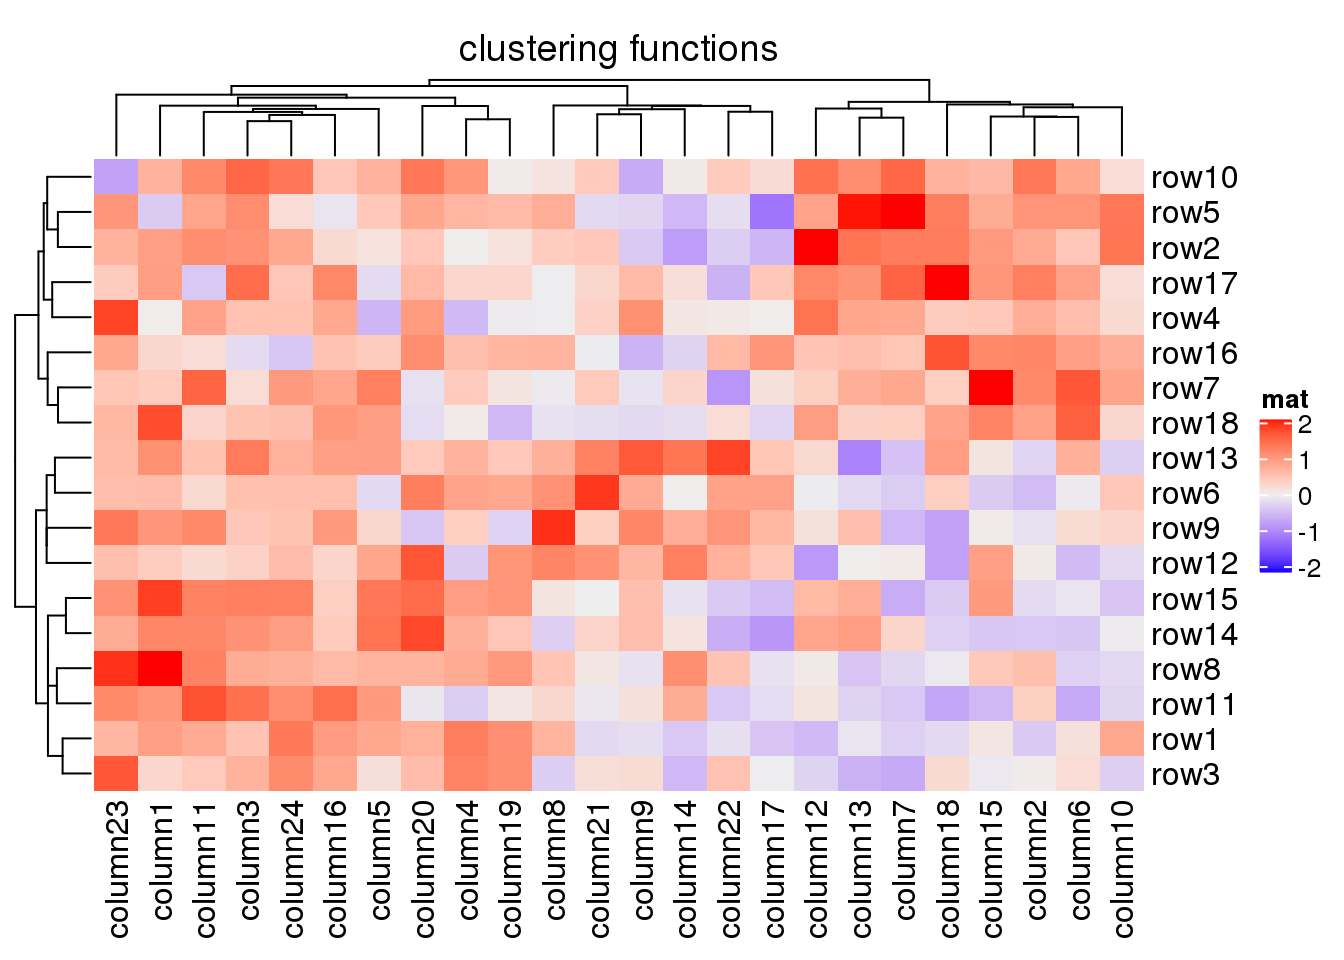 clustering functions
row10
row5
row2
row17
row4
row16
row7
row18
row13
row6
row9
row12
row15
row14
row8
row11
row1
row3
mat
2
1
0
-1
-2
column23
column1
column11
column3
column24
column16
column5
column20
column4
column19
column8
column21
column9
column14
column22
column17
column12
column13
column7
column18
column15
column2
column6
column10